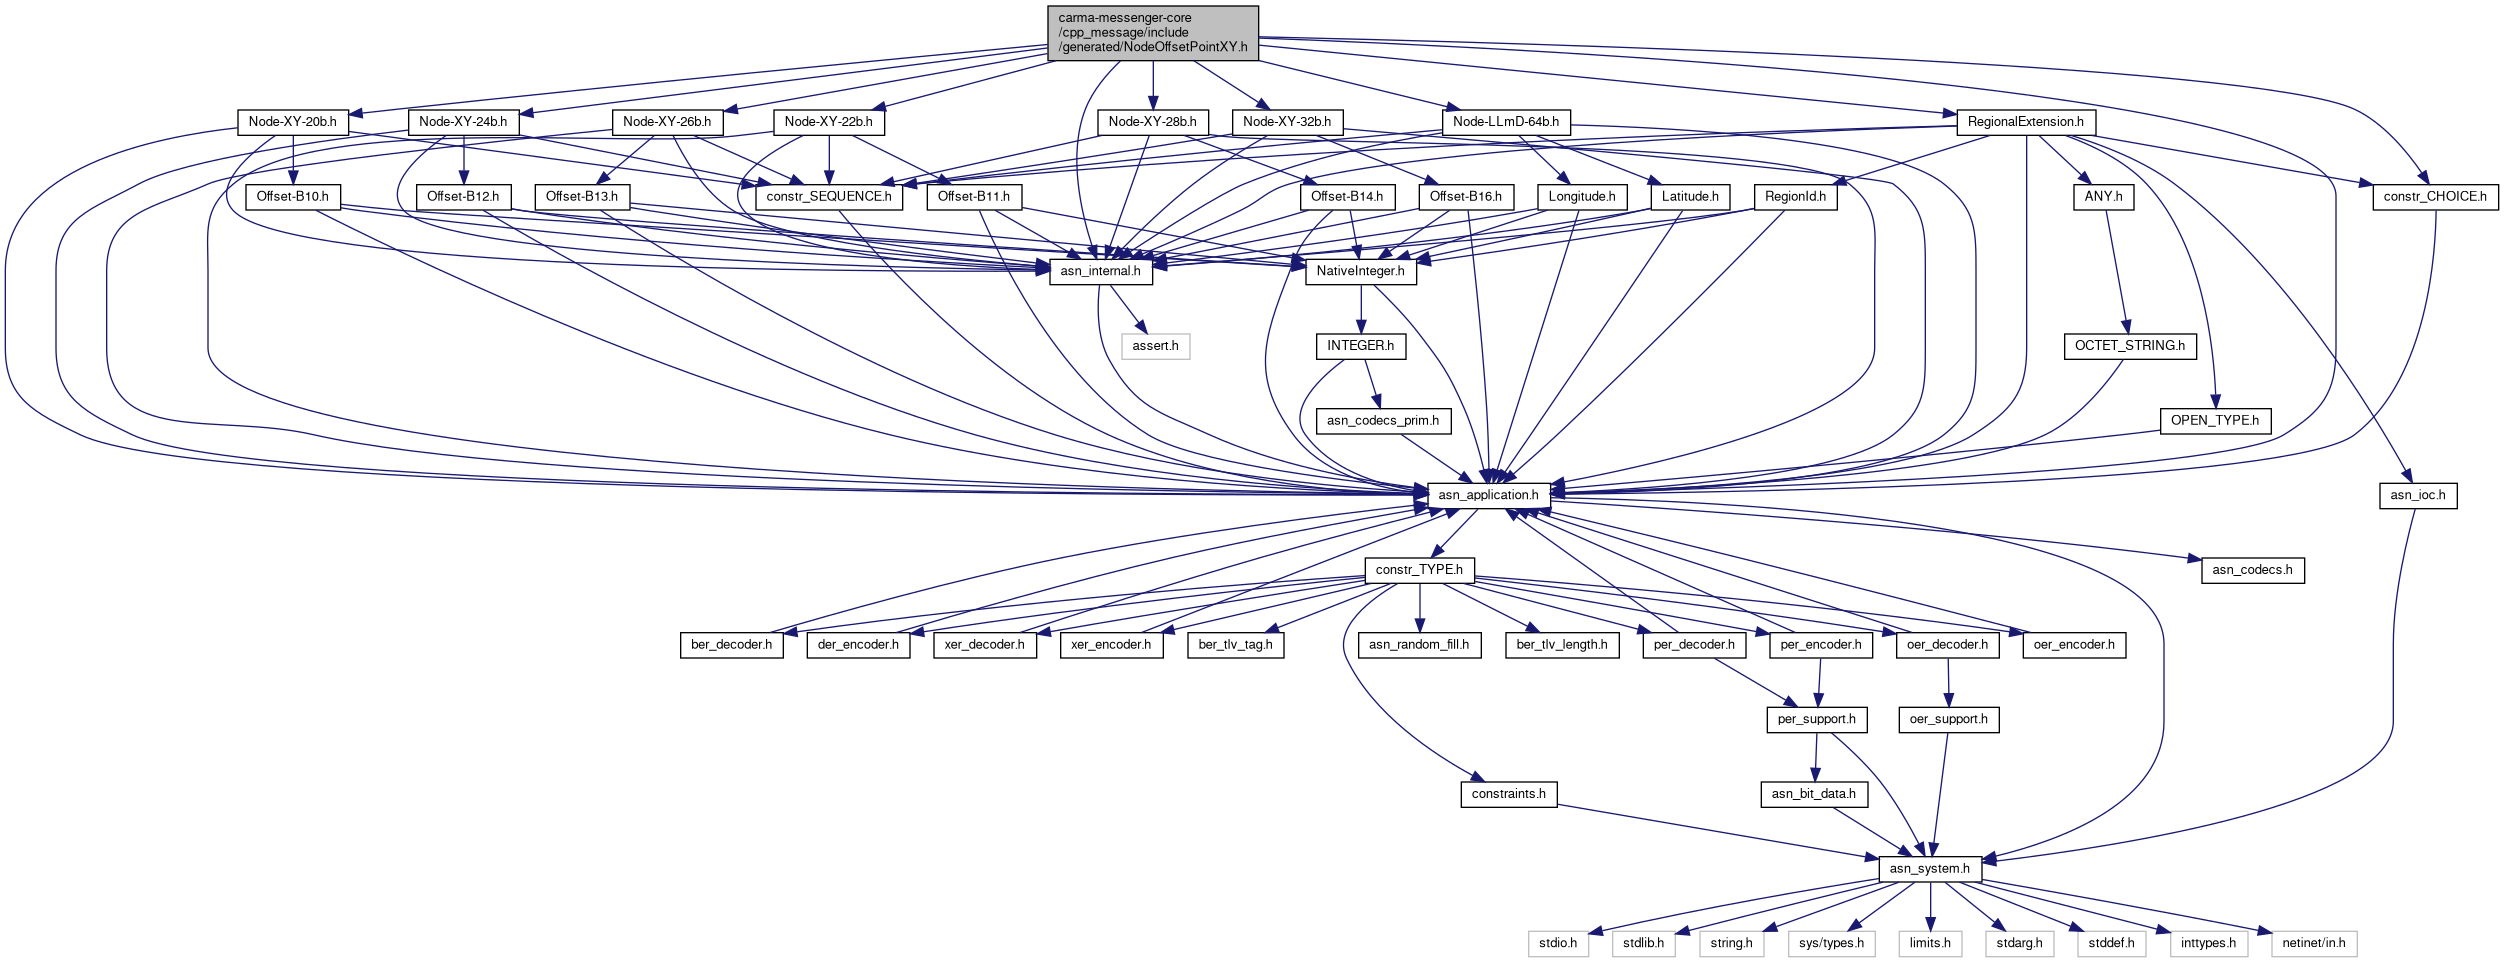 carma-messenger-core
/cpp_message/include
/generated/NodeOffsetPointXY.h
Node-XY-20b.h
Node-XY-24b.h
Node-XY-26b.h
Node-XY-22b.h
Node-XY-28b.h
Node-XY-32b.h
Node-LLmD-64b.h
RegionalExtension.h
Offset-B10.h
Offset-B12.h
Offset-B13.h
constr_SEQUENCE.h
Offset-B11.h
Offset-B14.h
Offset-B16.h
Longitude.h
Latitude.h
RegionId.h
ANY.h
constr_CHOICE.h
asn_internal.h
NativeInteger.h
assert.h
INTEGER.h
OCTET_STRING.h
asn_codecs_prim.h
OPEN_TYPE.h
asn_application.h
asn_ioc.h
constr_TYPE.h
asn_codecs.h
ber_decoder.h
der_encoder.h
xer_decoder.h
xer_encoder.h
ber_tlv_tag.h
asn_random_fill.h
ber_tlv_length.h
per_decoder.h
per_encoder.h
oer_decoder.h
oer_encoder.h
per_support.h
oer_support.h
constraints.h
asn_bit_data.h
asn_system.h
stdio.h
stdlib.h
string.h
sys/types.h
limits.h
stdarg.h
stddef.h
inttypes.h
netinet/in.h